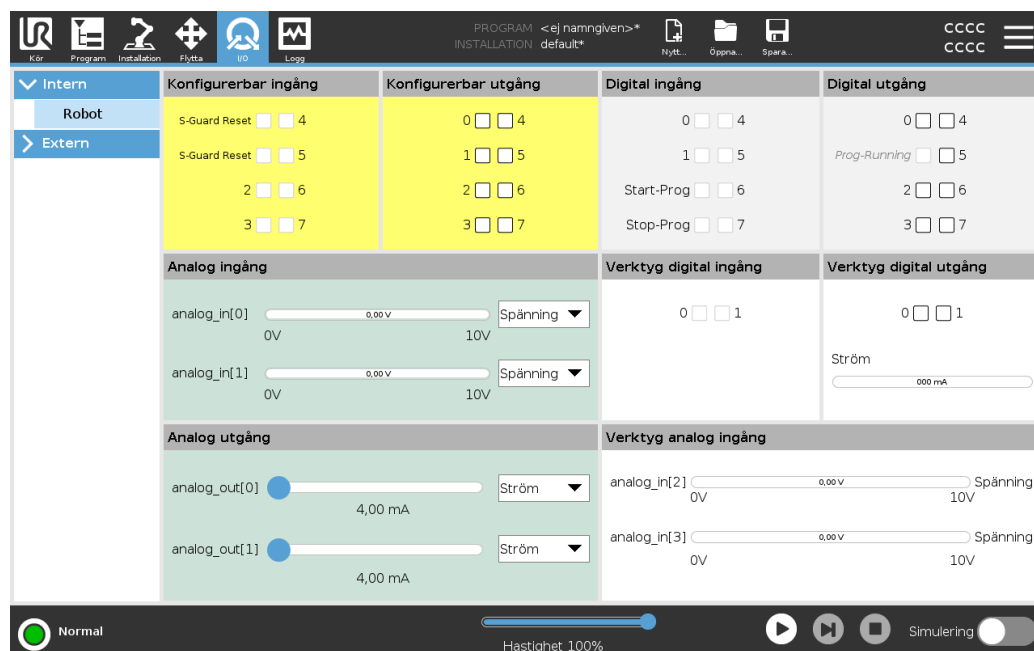 PROGRAM <ej namngiven>*
INSTALLATION default*
CCCC
CCCC
Kör Program Installation Flytta I/O Logg Nytt... Öppna... Spara...
Intern
Robot
Extern
Konfigurerbar ingång
S-Guard Reset 4
S-Guard Reset 5
2 6
3 7
Konfigurerbar utgång
0 4
1 5
2 6
3 7
Digital ingång
0 4
1 5
Start-Prog 6
Stop-Prog 7
Digital utgång
0 4
Prog-Running 5
2 6
3 7
Analog ingång
analog_in[0] 0,00 V Spänning
0V 10V
analog_in[1] 0,00 V Spänning
0V 10V
Verktyg digital ingång
0 1
Verktyg digital utgång
0 1
Ström
000 mA
Analog utgång
analog_out[0] Ström
4,00 mA
analog_out[1] Ström
4,00 mA
Verktyg analog ingång
analog_in[2] 0,00 V Spänning
0V 10V
analog_in[3] 0,00 V Spänning
0V 10V
Normal
Hastighet 100%
Simulering